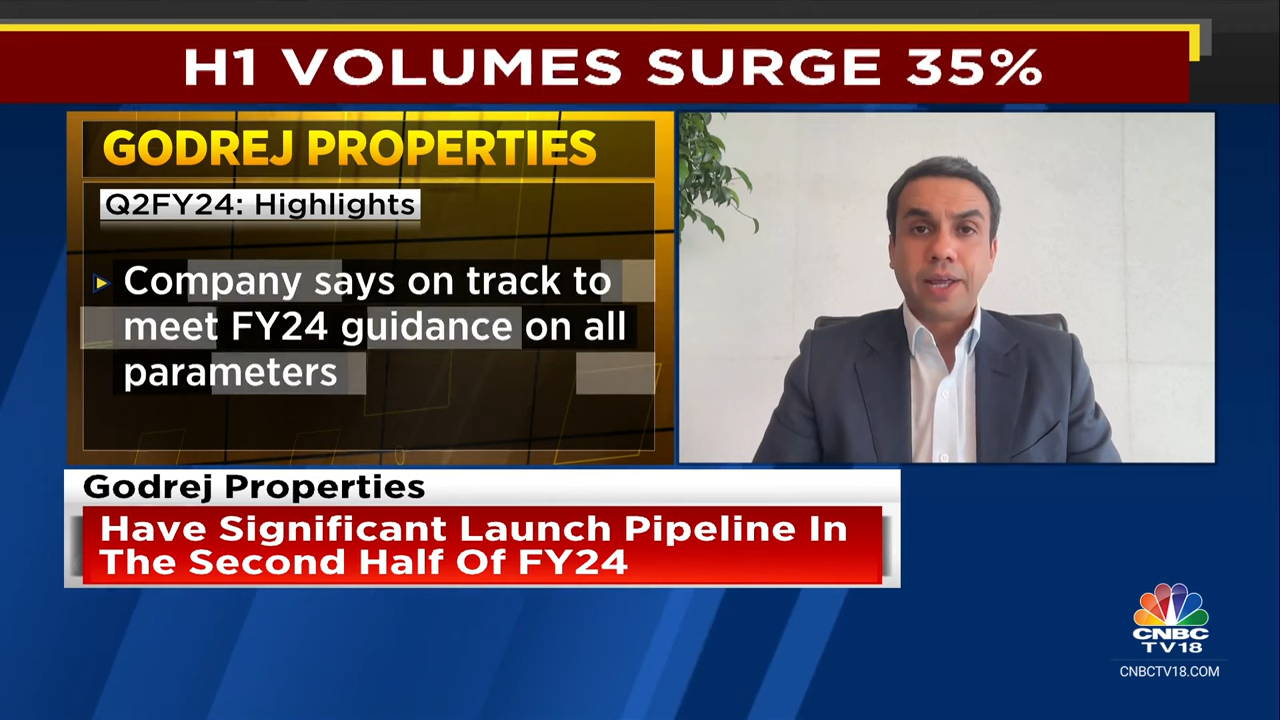 H1 VOLUMES SURGE 35%
GODREJ PROPERTIES
Q2FY24: Highlights
Company says on track to
meet FY24 guidance on all
parameters
Godrej Properties
Have Significant Launch Pipeline In
The Second Half Of FY24
CNBC
TV18
CNBCTV18.COM